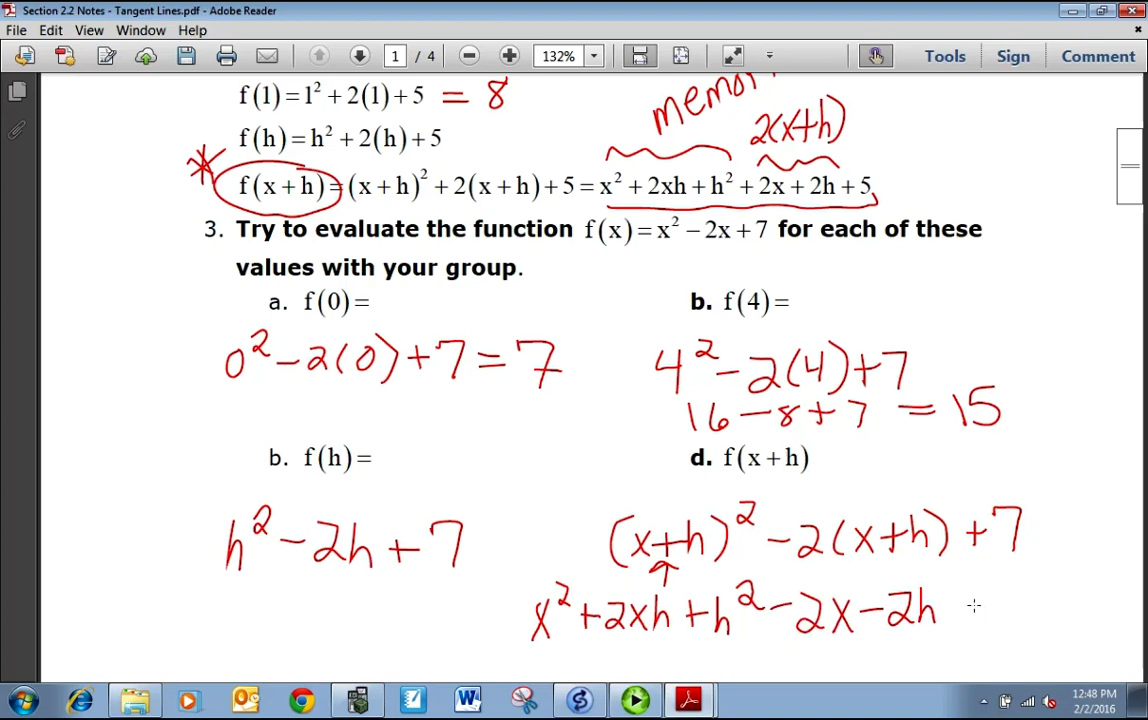 Section 2.2 Notes - Tangent Lines.pdf - Adobe Reader
File Edit View Window Help
1 / 4 132% Tools Sign Comment
f(1) = 1² + 2(1) + 5 = 8
memor
2(x+h)
f(h) = h² + 2(h) + 5
* f(x + h) = (x + h)² + 2(x + h) + 5 = x² + 2xh + h² + 2x + 2h + 5
3. Try to evaluate the function f(x) = x² − 2x + 7 for each of these
values with your group.
a. f(0) =
b. f(4) =
0² − 2(0) + 7 = 7
4² − 2(4) + 7
16 − 8 + 7 = 15
b. f(h) =
d. f(x + h)
h² − 2h + 7
(x+h)² − 2(x+h) + 7
x² + 2xh + h² − 2x − 2h
12:48 PM
2/2/2016